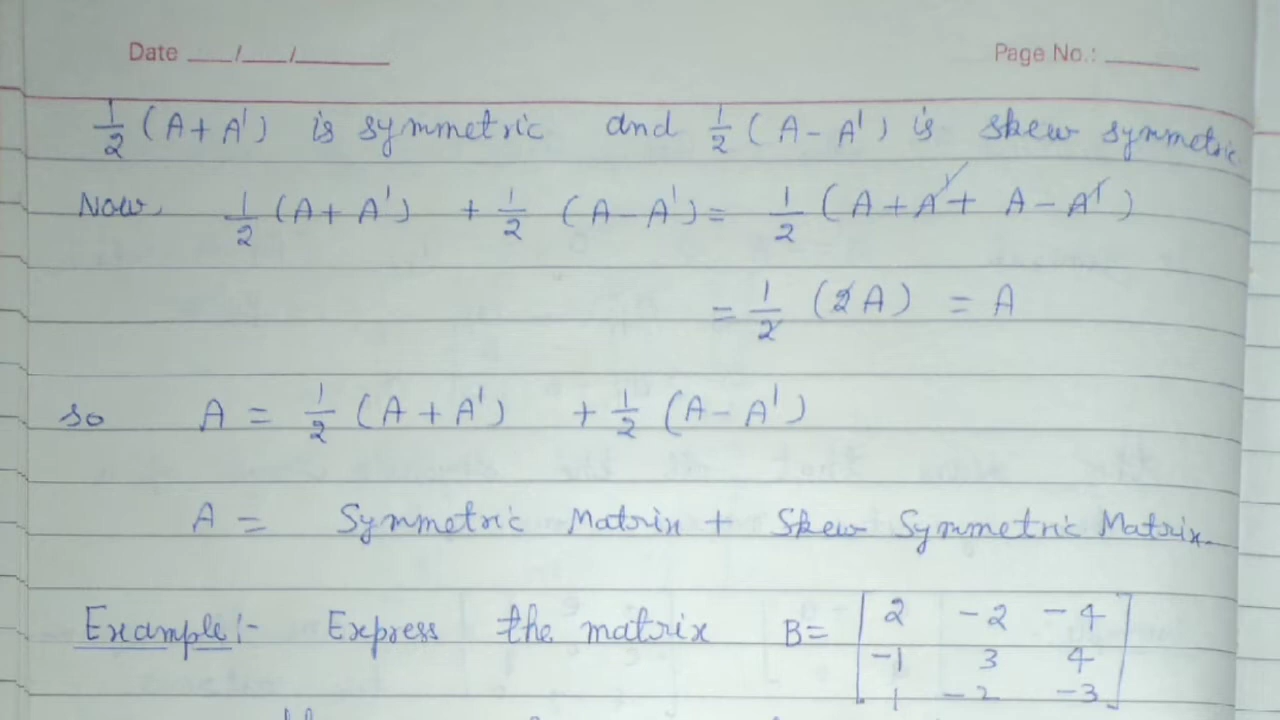 Date ___/___/______ Page No.: ______
1/2 (A + A') is symmetric and 1/2 (A - A') is skew symmetric
Now, 1/2 (A + A') + 1/2 (A - A') = 1/2 (A + A' + A - A')
= 1/2 (2A) = A
so A = 1/2 (A + A') + 1/2 (A - A')
A = Symmetric Matrix + Skew Symmetric Matrix.
Example:- Express the matrix B = [ 2 -2 -4
-1 3 4
1 -2 -3 ]